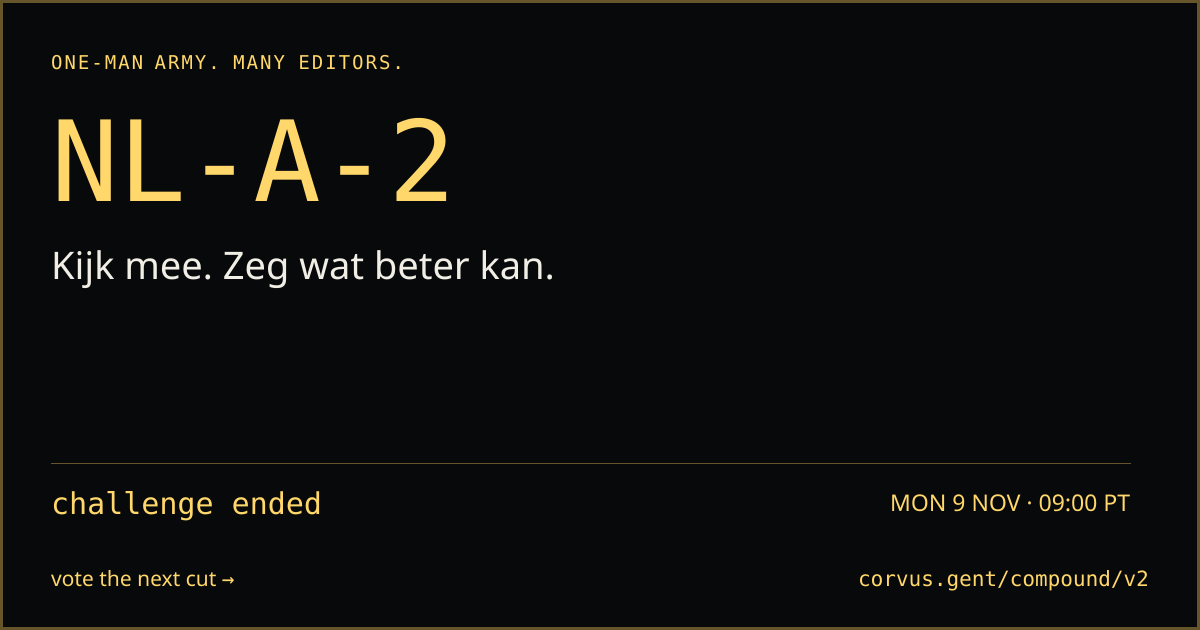 ONE-MAN ARMY. MANY EDITORS.
NL-A-2
Kijk mee. Zeg wat beter kan.
challenge ended
MON 9 NOV · 09:00 PT
vote the next cut →
corvus.gent/compound/v2